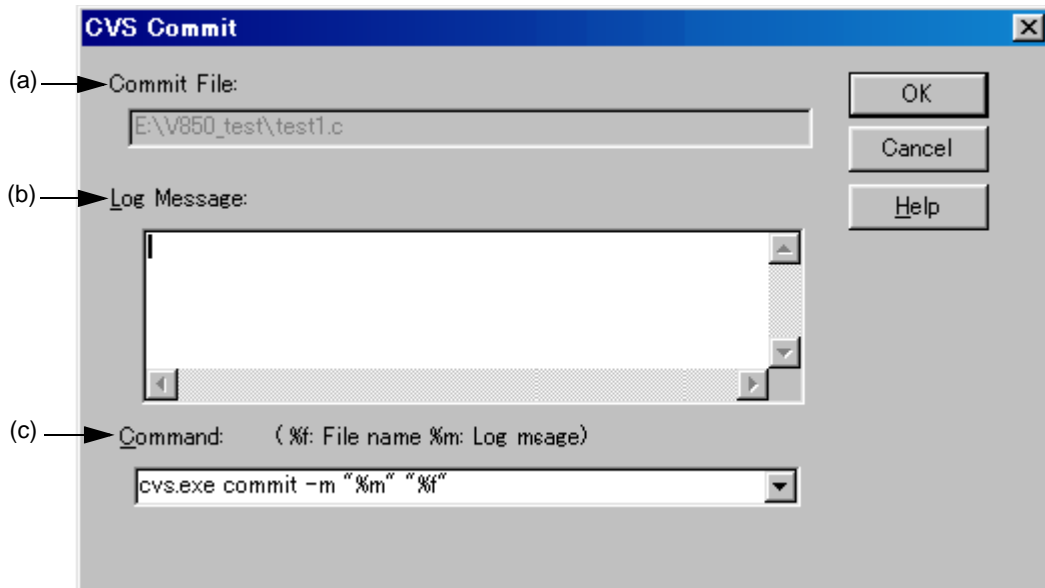 CVS Commit
(a) Commit File:
OK
E:\V850_test\test1.c
Cancel
(b) Log Message:
Help
(c) Command: ( %f: File name %m: Log msage)
cvs.exe commit -m "%m" "%f"